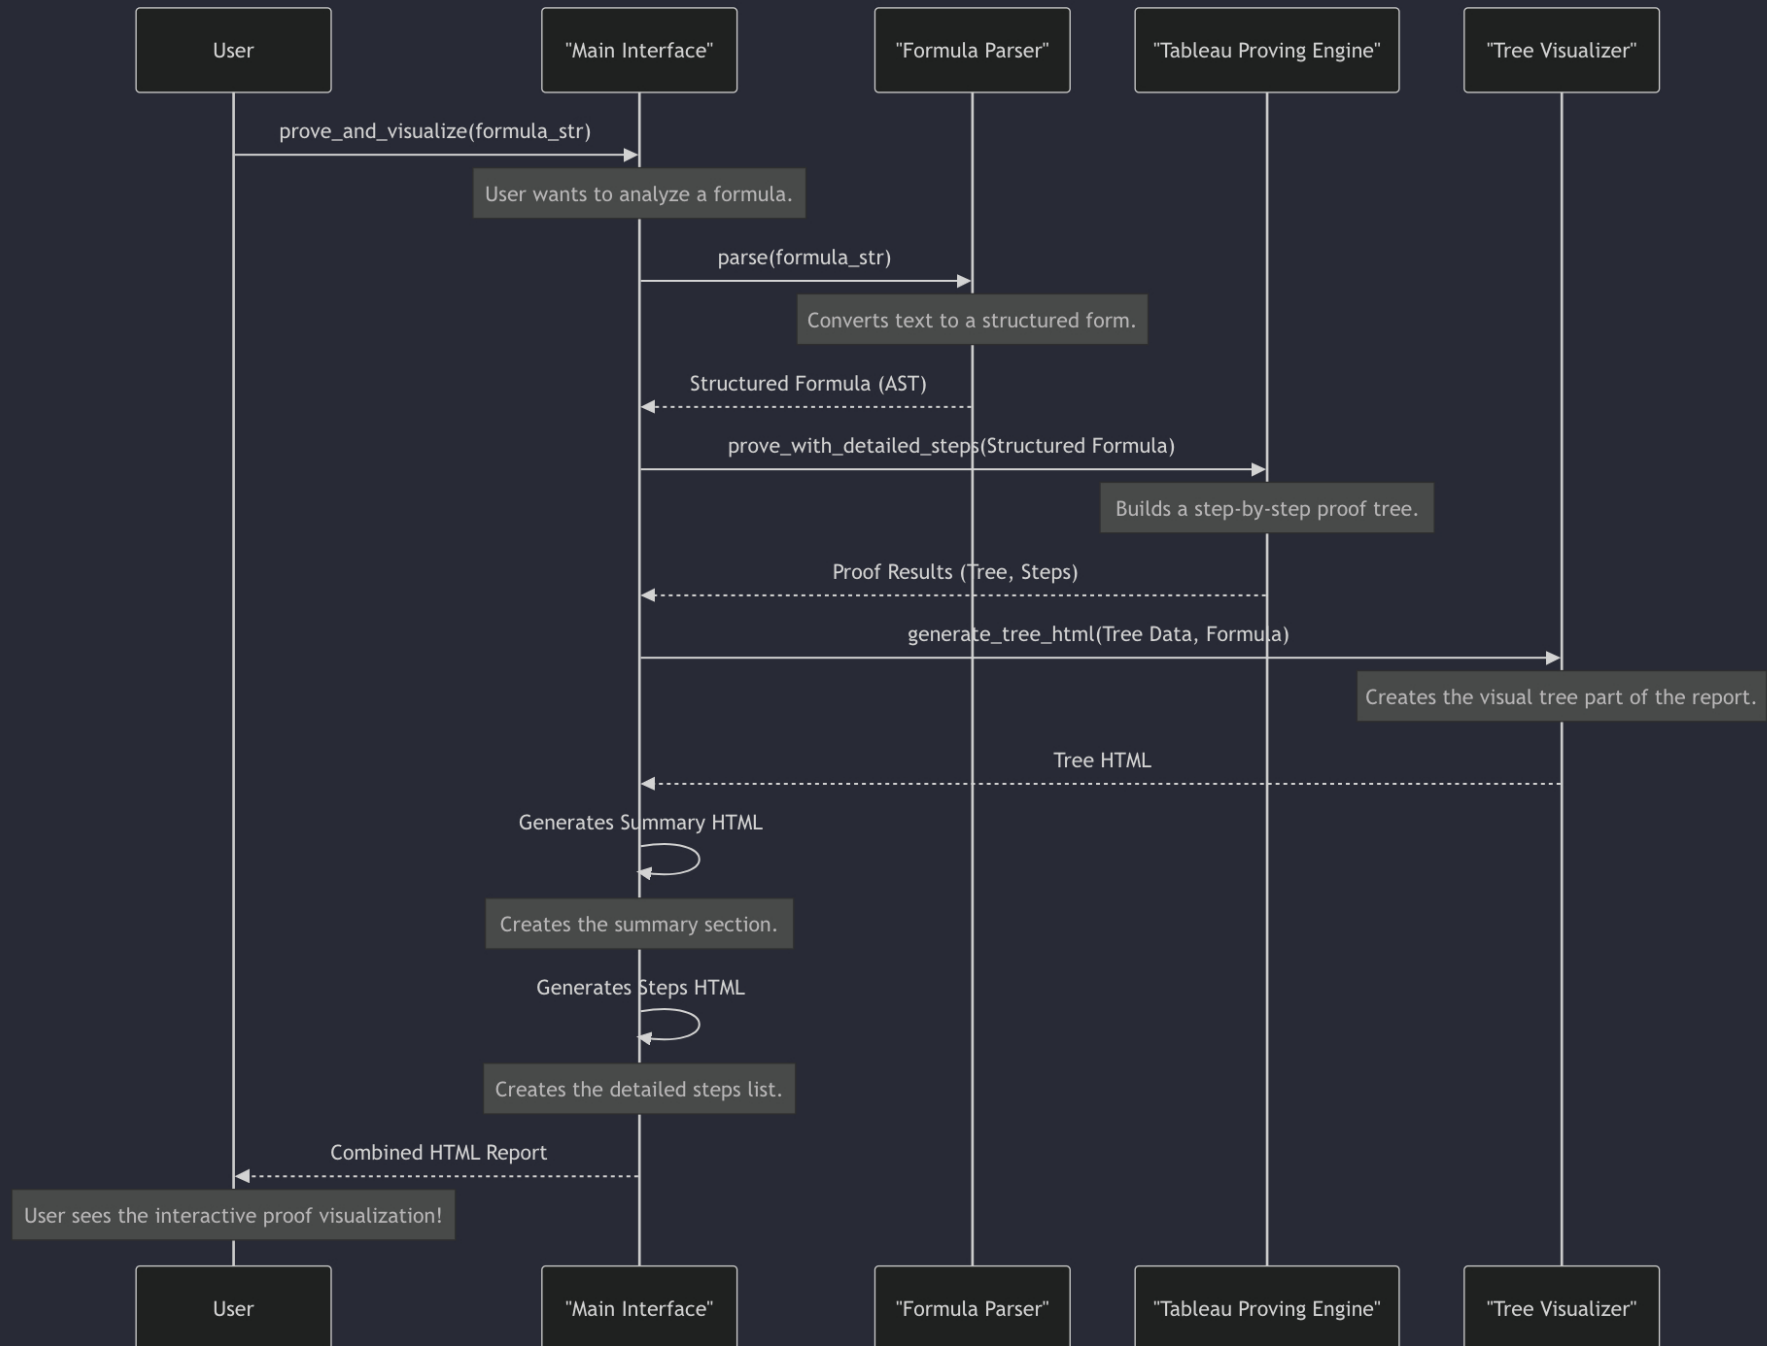 User
"Main Interface"
"Formula Parser"
"Tableau Proving Engine"
"Tree Visualizer"
prove_and_visualize(formula_str)
User wants to analyze a formula.
parse(formula_str)
Converts text to a structured form.
Structured Formula (AST)
prove_with_detailed_steps(Structured Formula)
Builds a step-by-step proof tree.
Proof Results (Tree, Steps)
generate_tree_html(Tree Data, Formula)
Creates the visual tree part of the report.
Tree HTML
Generates Summary HTML
Creates the summary section.
Generates Steps HTML
Creates the detailed steps list.
Combined HTML Report
User sees the interactive proof visualization!
User
"Main Interface"
"Formula Parser"
"Tableau Proving Engine"
"Tree Visualizer"